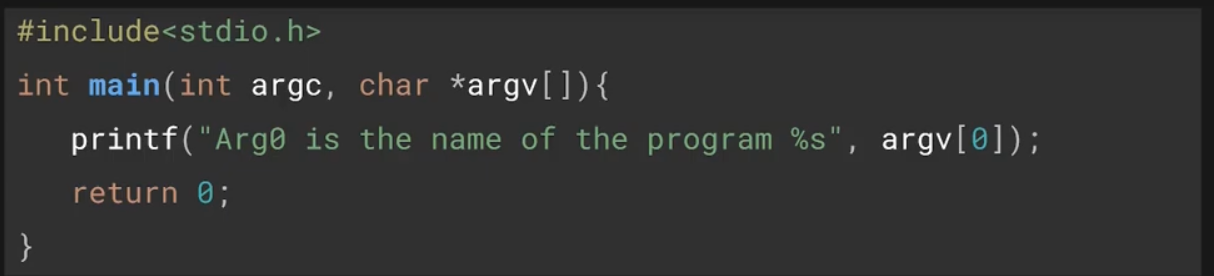 #include<stdio.h>
int main(int argc, char *argv[]){
   printf("Arg0 is the name of the program %s", argv[0]);
   return 0;
}